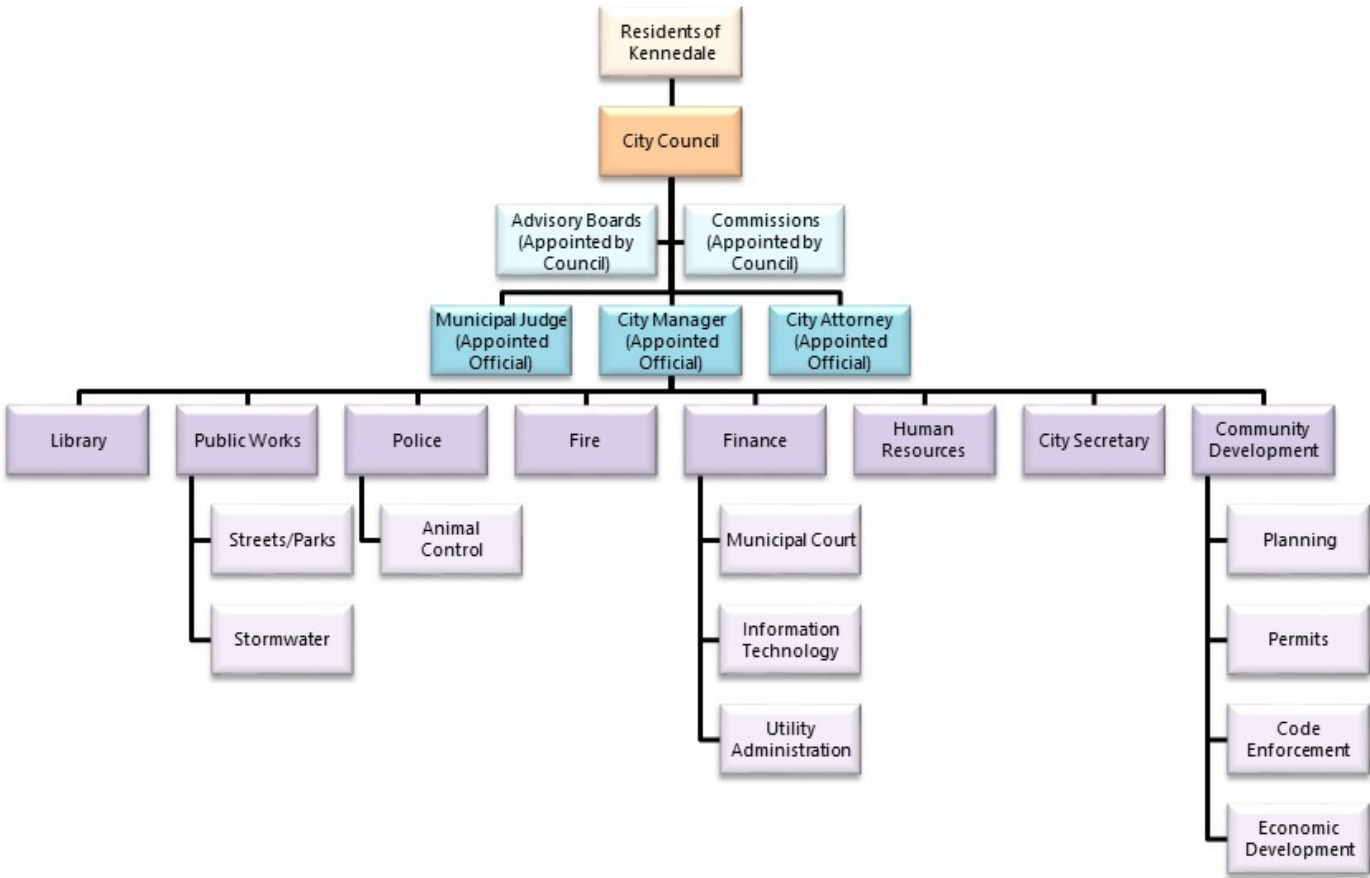 Residents of
Kennedale
City Council
Advisory Boards
(Appointed by
Council)
Commissions
(Appointed by
Council)
Municipal Judge
(Appointed
Official)
City Manager
(Appointed
Official)
City Attorney
(Appointed
Official)
Library
Public Works
Police
Fire
Finance
Human
Resources
City Secretary
Community
Development
Streets/Parks
Stormwater
Animal
Control
Municipal Court
Information
Technology
Utility
Administration
Planning
Permits
Code
Enforcement
Economic
Development